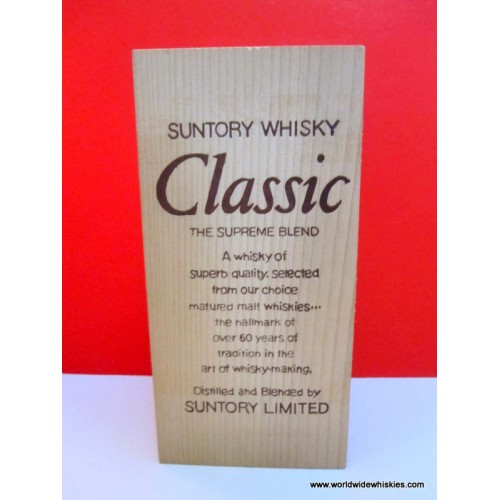 SUNTORY WHISKY
Classic
THE SUPREME BLEND
A whisky of
superb quality, selected
from our choice
matured malt whiskies...
the hallmark of
over 60 years of
tradition in the
art of whisky-making.
Distilled and Blended by
SUNTORY LIMITED
www.worldwidewhiskies.com